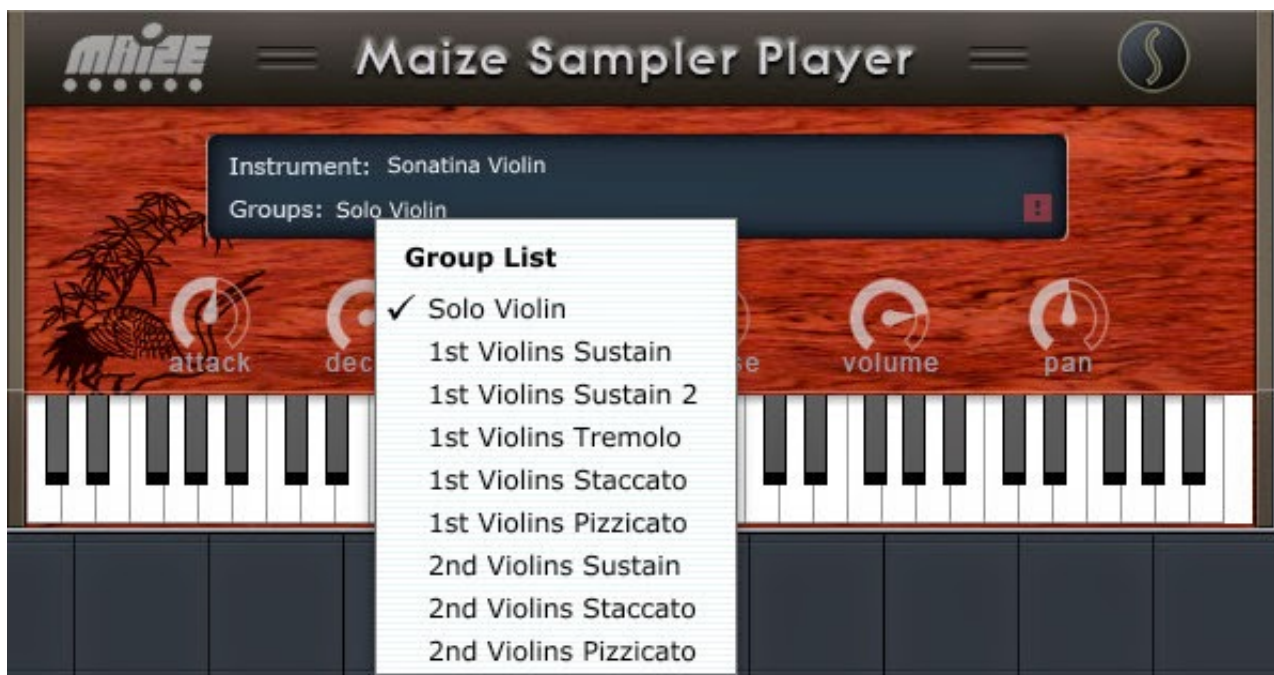 MAiZE
Maize Sampler Player
Instrument: Sonatina Violin
Groups: Solo Violin
Group List
✓ Solo Violin
1st Violins Sustain
1st Violins Sustain 2
1st Violins Tremolo
1st Violins Staccato
1st Violins Pizzicato
2nd Violins Sustain
2nd Violins Staccato
2nd Violins Pizzicato
attack dec se volume pan